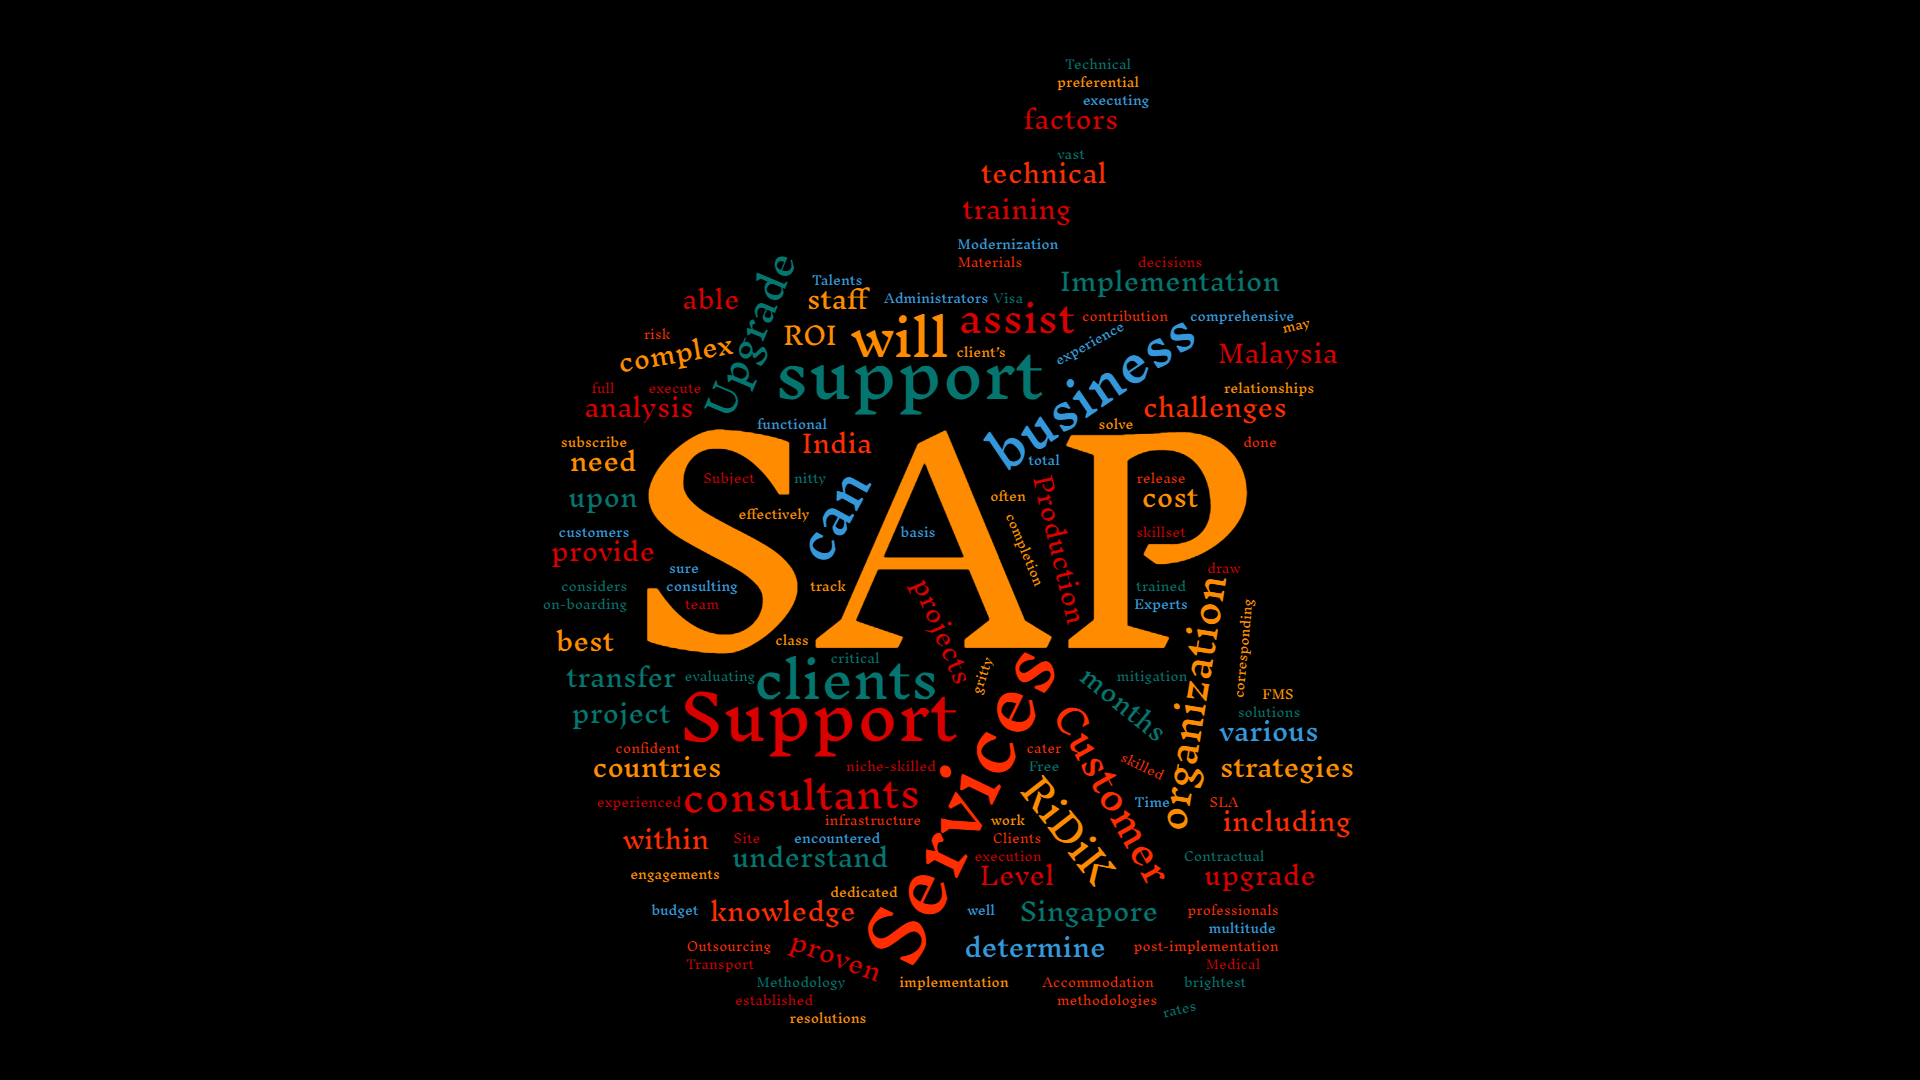 Technical
preferential
executing
factors
vast
technical
training
Modernization
Materials
decisions
Upgrade
Talents
Implementation
able
staff
Administrators
Visa
assist
contribution
comprehensive
may
risk
ROI
will
client's
experience
business
complex
Malaysia
support
full
execute
relationships
analysis
challenges
functional
solve
subscribe
India
done
need
total
SAP
Subject
nitty
can
Production
release
upon
often
cost
effectively
completion
customers
basis
skillset
provide
sure
draw
considers
consulting
track
projects
trained
organization
on-boarding
team
Experts
corresponding
best
class
critical
gritty
Services
transfer
evaluating
clients
months
mitigation
FMS
project
Support
Customer
solutions
various
confident
cater
countries
niche-skilled
Free
skilled
strategies
experienced
consultants
RiDiK
Time
SLA
infrastructure
work
including
within
Site
encountered
Clients
understand
execution
Contractual
engagements
Level
upgrade
dedicated
budget
knowledge
well
Singapore
professionals
multitude
Outsourcing
proven
determine
post-implementation
Transport
Medical
Methodology
implementation
Accommodation
brightest
established
methodologies
rates
resolutions